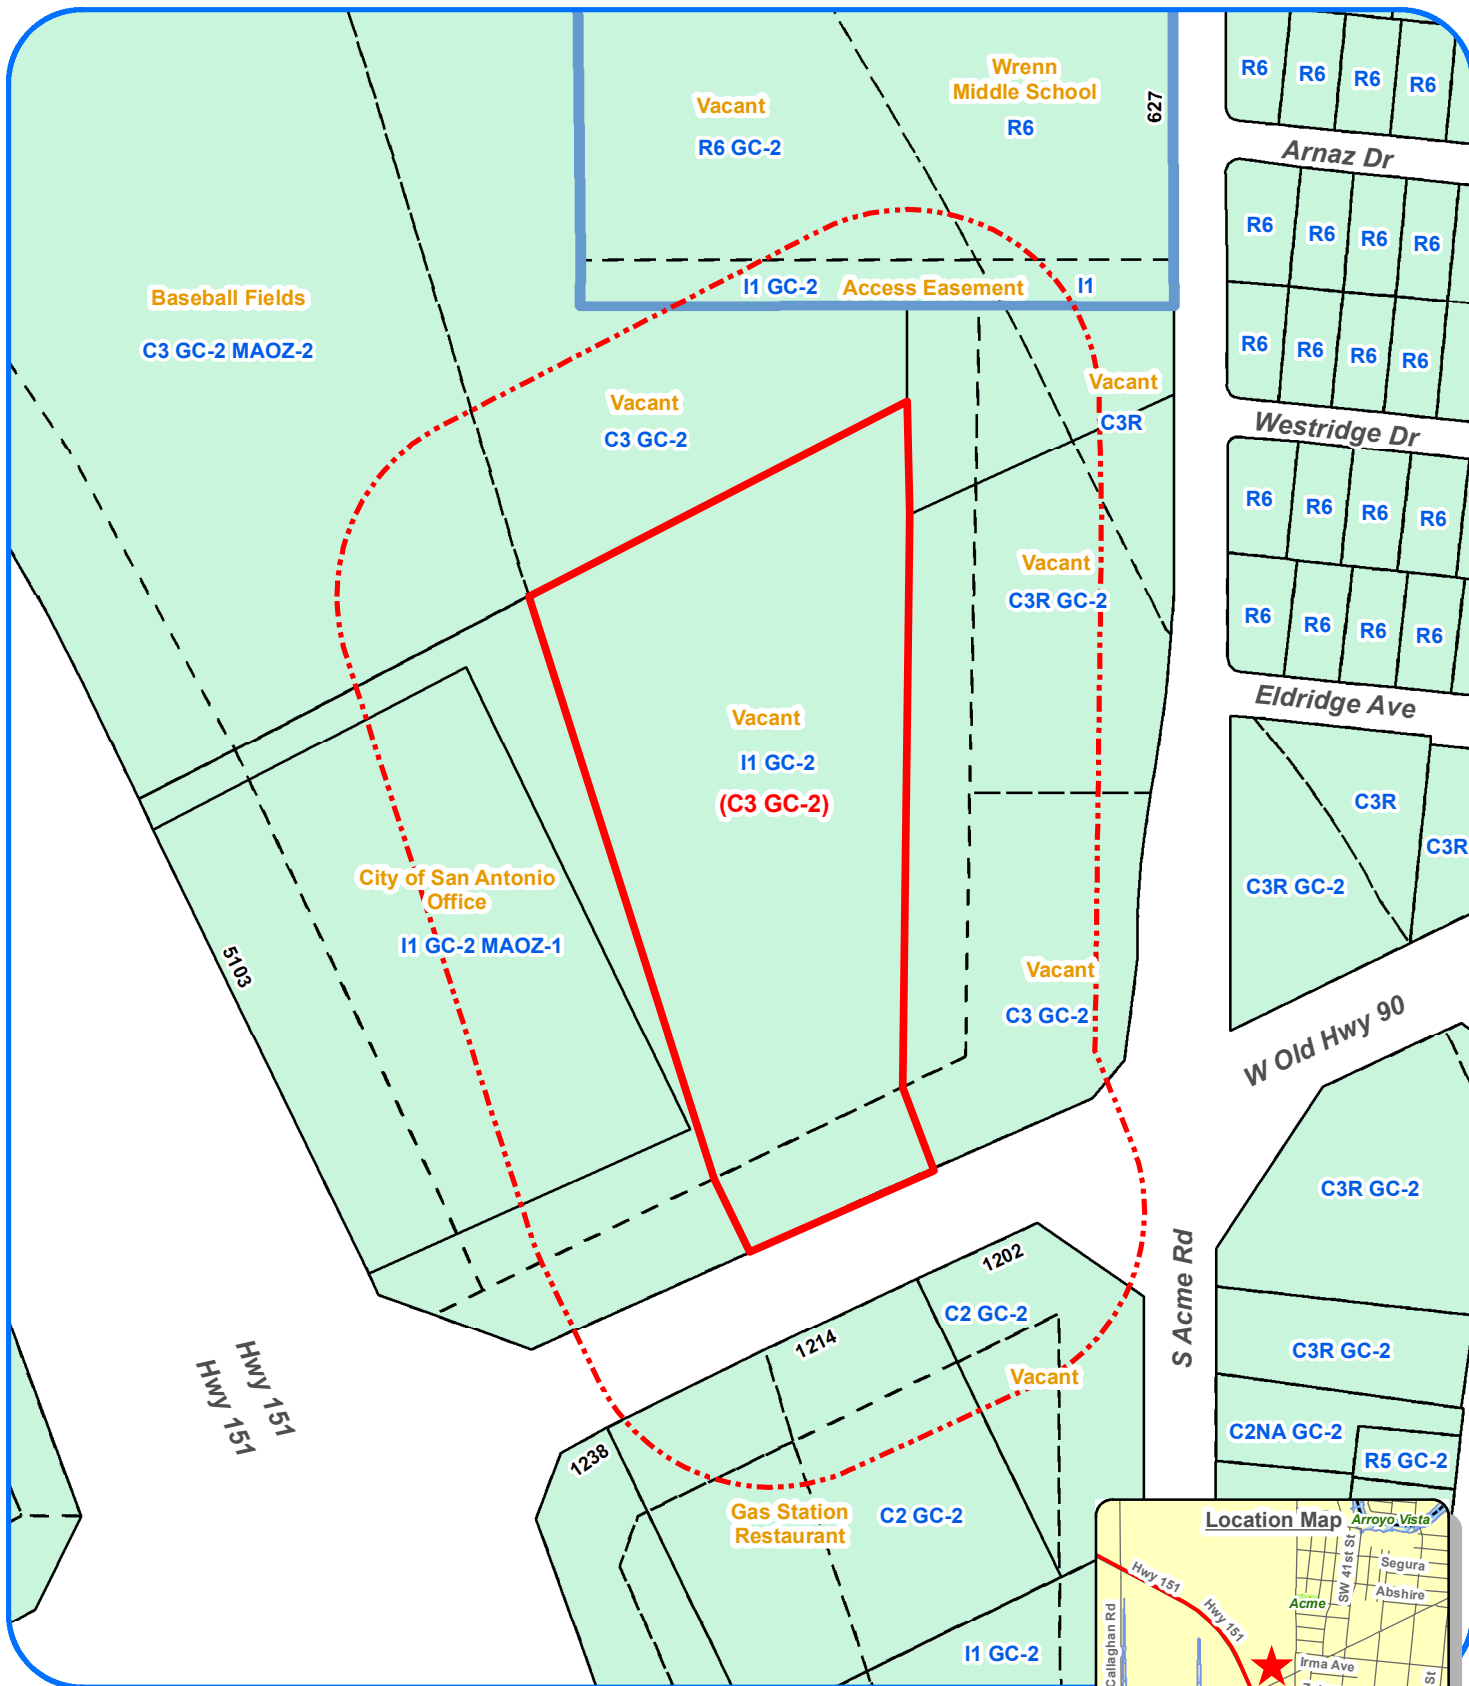 R6
R6
R6
R6
Wrenn
Middle School
R6
627
Vacant
R6 GC-2
Arnaz Dr
R6
R6
R6
R6
I1 GC-2
Access Easement
I1
Baseball Fields
C3 GC-2 MAOZ-2
R6
R6
R6
R6
Vacant
C3 GC-2
Vacant
C3R
Westridge Dr
R6
R6
R6
R6
Vacant
C3R GC-2
R6
R6
R6
R6
Eldridge Ave
Vacant
I1 GC-2
(C3 GC-2)
C3R
C3R
C3R GC-2
City of San Antonio
Office
I1 GC-2 MAOZ-1
5103
Vacant
C3 GC-2
W Old Hwy 90
C3R GC-2
S Acme Rd
1202
C2 GC-2
1214
Vacant
C3R GC-2
Hwy 151
Hwy 151
C2NA GC-2
R5 GC-2
1238
Gas Station
Restaurant
C2 GC-2
I1 GC-2
Location Map
Arroyo Vista
SW 41st St
Segura
Abshire
Hwy 151
Hwy 151
Acme
Callaghan Rd
Irma Ave
St